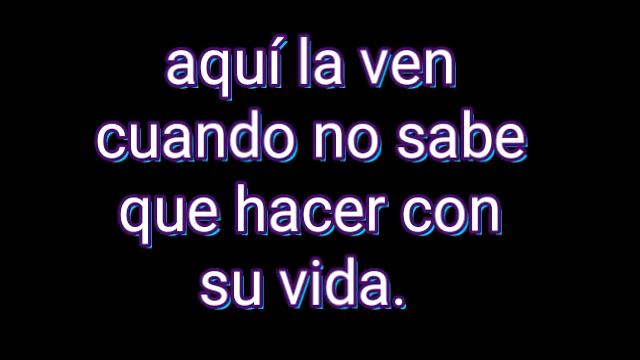 aquí la ven
cuando no sabe
que hacer con
su vida.